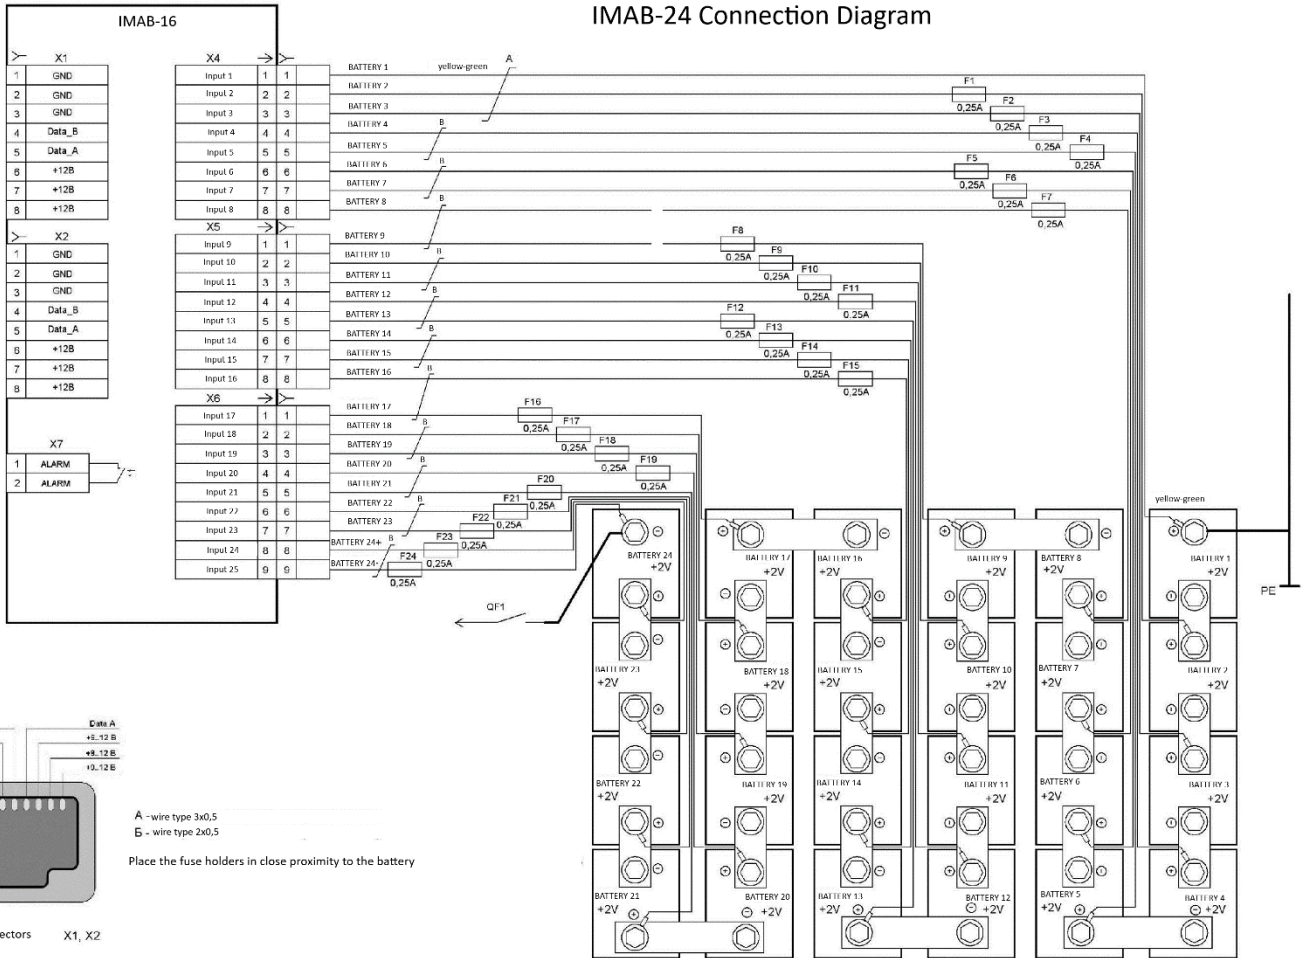 IMAB-24 Connection Diagram
IMAB-16
X1
1 GND
2 GND
3 GND
4 Data_B
5 Data_A
6 +12B
7 +12B
8 +12B
X2
1 GND
2 GND
3 GND
4 Data_B
5 Data_A
6 +12B
7 +12B
8 +12B
X7
1 ALARM
2 ALARM
X4
Input 1 1 1 BATTERY 1
Input 2 2 2 BATTERY 2
Input 3 3 3 BATTERY 3
Input 4 4 4 BATTERY 4
Input 5 5 5 BATTERY 5
Input 6 6 6 BATTERY 6
Input 7 7 7 BATTERY 7
Input 8 8 8 BATTERY 8
X5
Input 9 1 1 BATTERY 9
Input 10 2 2 BATTERY 10
Input 11 3 3 BATTERY 11
Input 12 4 4 BATTERY 12
Input 13 5 5 BATTERY 13
Input 14 6 6 BATTERY 14
Input 15 7 7 BATTERY 15
Input 16 8 8 BATTERY 16
X6
Input 17 1 1 BATTERY 17
Input 18 2 2 BATTERY 18
Input 19 3 3 BATTERY 19
Input 20 4 4 BATTERY 20
Input 21 5 5 BATTERY 21
Input 22 6 6 BATTERY 22
Input 23 7 7 BATTERY 23
Input 24 8 8 BATTERY 24+
Input 25 9 9 BATTERY 24-
yellow-green
A
B
B
B
B
B
B
B
B
B
B
B
F1
0,25A
F2
0,25A
F3
0,25A
F4
0,25A
F5
0,25A
F6
0,25A
F7
0,25A
F8
0,25A
F9
0,25A
F10
0,25A
F11
0.25A
F12
0,25A
F13
0,25A
F14
0,25A
F15
0,25A
F16
0,25A
F17
0,25A
F18
0,25A
F19
0,25A
F20
0,25A
F21
0,25A
F22
0,25A
F23
0,25A
F24
0,25A
QF1
yellow-green
PE
BATTERY 24
+2V
BATTERY 17
+2V
BATTERY 16
+2V
BATTERY 9
+2V
BATTERY 8
+2V
BATTERY 1
+2V
BATTERY 23
+2V
BATTERY 18
+2V
BATTERY 15
+2V
BATTERY 10
+2V
BATTERY 7
+2V
BATTERY 2
+2V
BATTERY 22
+2V
BATTERY 19
+2V
BATTERY 14
+2V
BATTERY 11
+2V
BATTERY 6
+2V
BATTERY 3
+2V
BATTERY 21
+2V
BATTERY 20
+2V
BATTERY 13
+2V
BATTERY 12
+2V
BATTERY 5
+2V
BATTERY 4
+2V
Data A
+9..12 B
A - wire type 3x0,5
Б - wire type 2x0,5
Place the fuse holders in close proximity to the battery
ectors X1, X2